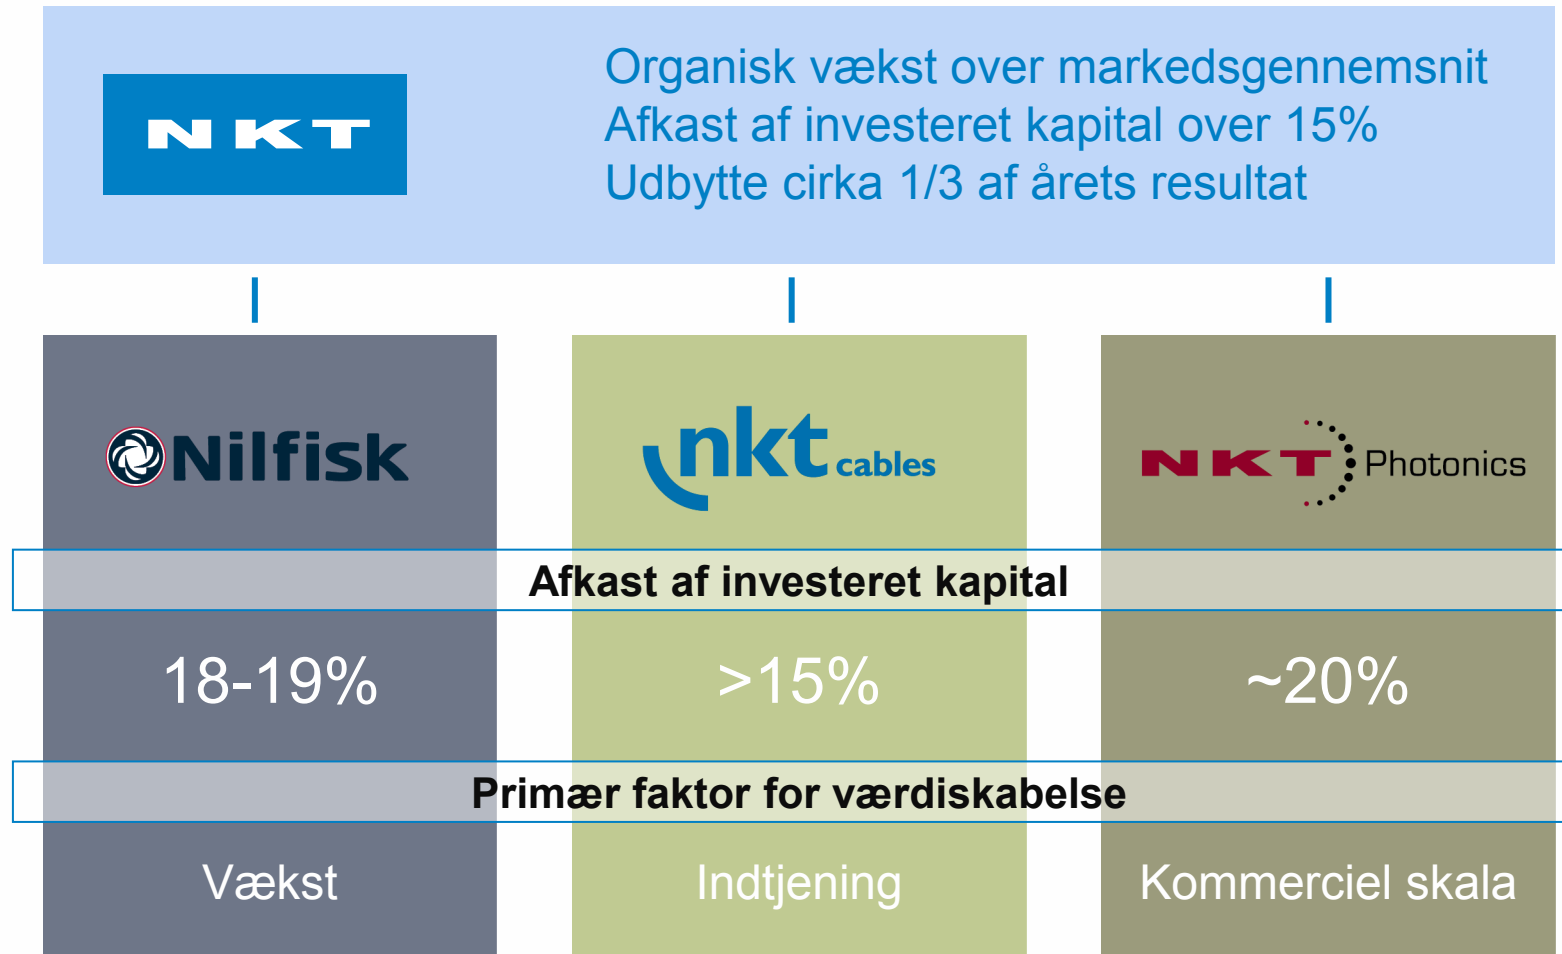 NKT
Organisk vækst over markedsgennemsnit
Afkast af investeret kapital over 15%
Udbytte cirka 1/3 af årets resultat
Nilfisk
nkt cables
NKT Photonics
Afkast af investeret kapital
18-19%
>15%
~20%
Primær faktor for værdiskabelse
Vækst
Indtjening
Kommerciel skala